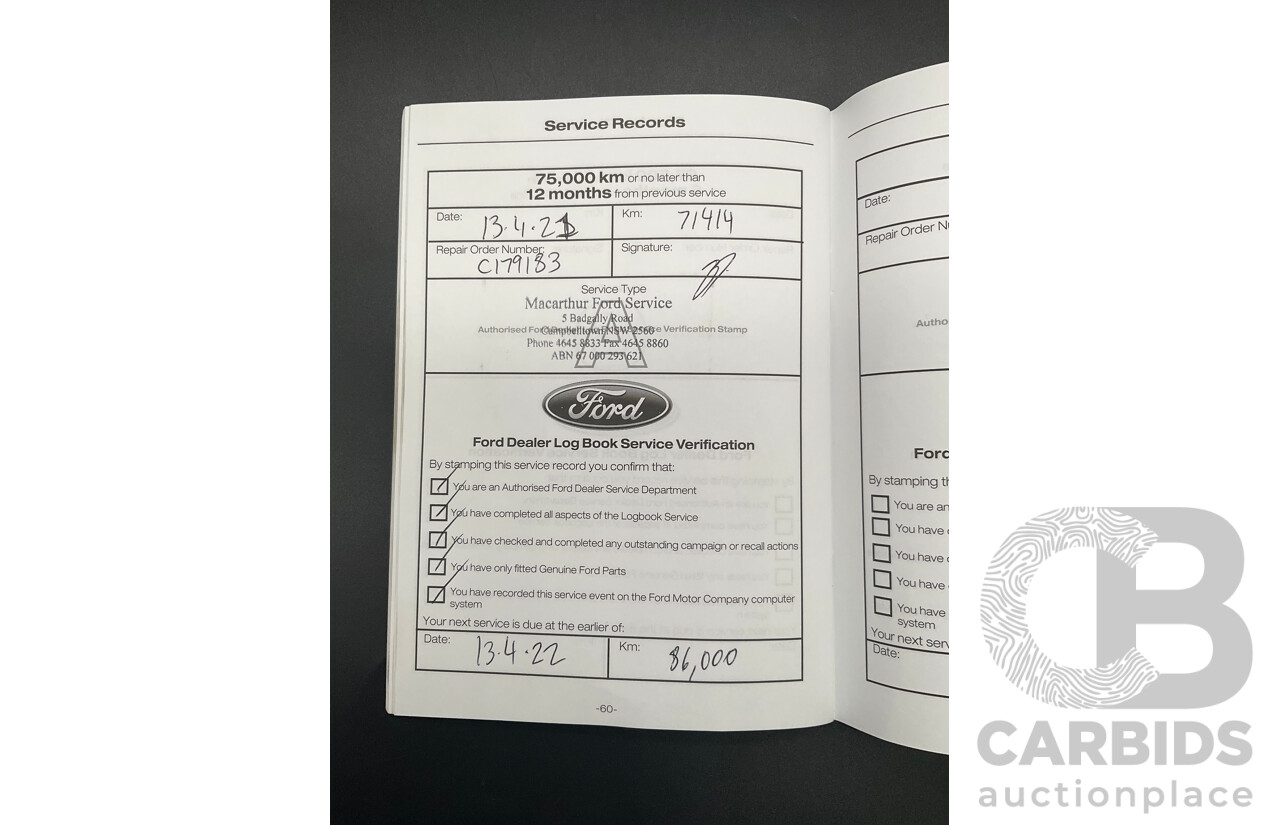 Service Records
75,000 km or no later than
12 months from previous service
Date: 13.4.21 Km: 71414
Repair Order Number: C179183 Signature:
Service Type
Macarthur Ford Service
5 Badgally Road
Campbelltown NSW 2560
Phone 4645 8833 Fax 4645 8860
ABN 67 000 293 621
A
Ford
Ford Dealer Log Book Service Verification
By stamping this service record you confirm that:
You are an Authorised Ford Dealer Service Department
You have completed all aspects of the Logbook Service
You have checked and completed any outstanding campaign or recall actions
You have only fitted Genuine Ford Parts
You have recorded this service event on the Ford Motor Company computer
system
Your next service is due at the earlier of:
Date: 13.4.22 Km: 86,000
-60-
Date:
Repair Order Nu
Autho
Ford
By stamping th
You are an
You have
You have
You have
You have
system
Your next serv
Date:
CB
CARBIDS
auctionplace